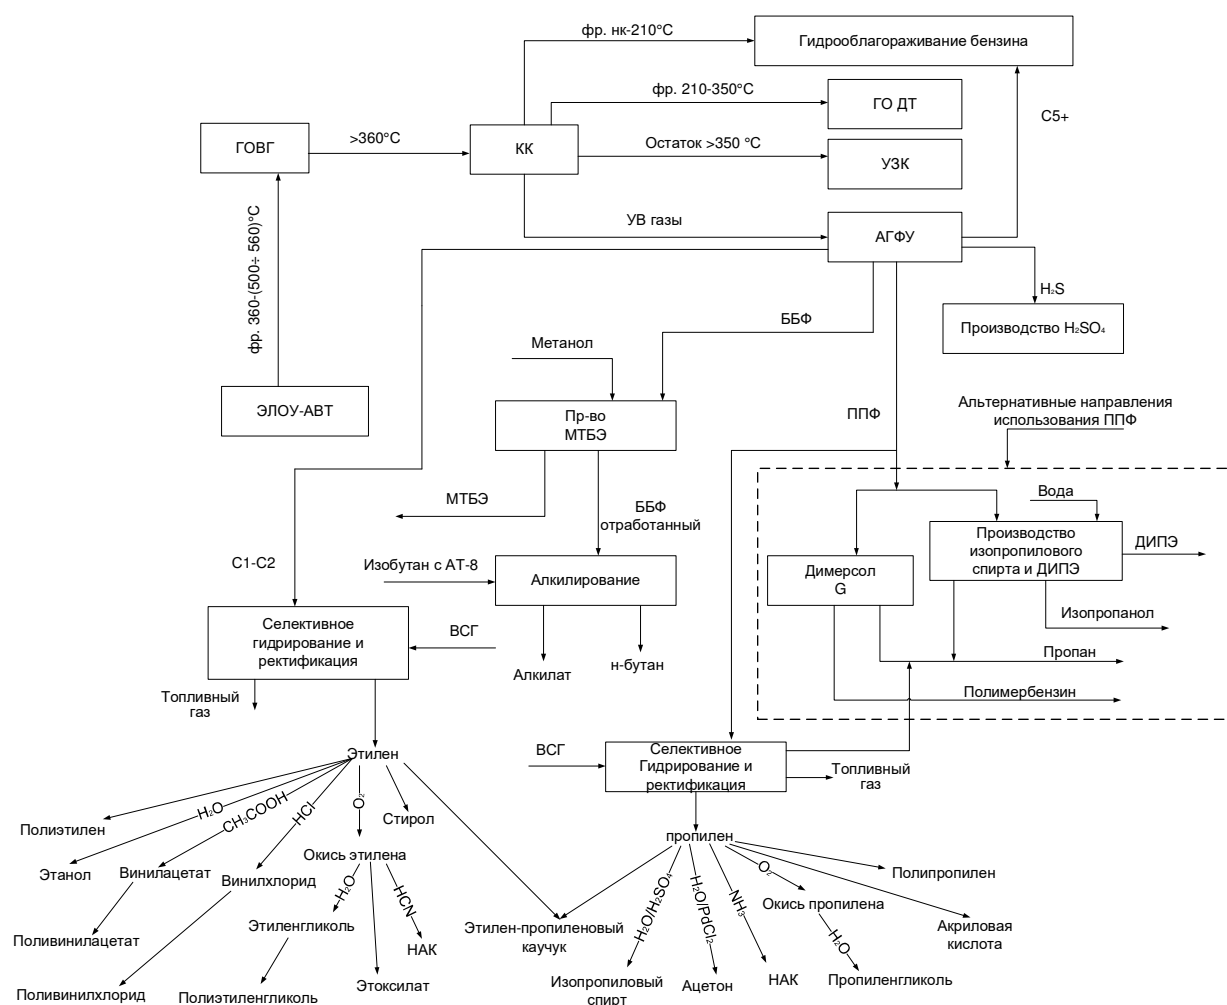 фр. нк-210°С
Гидрооблагораживание бензина
фр. 210-350°С
ГО ДТ
С5+
ГОВГ
>360°С
КК
Остаток >350 °С
УЗК
УВ газы
АГФУ
фр. 360-(500÷ 560)°С
H₂S
Производство H₂SO₄
ББФ
Метанол
ЭЛОУ-АВТ
Пр-во
МТБЭ
ППФ
Альтернативные направления
использования ППФ
МТБЭ
ББФ
отработанный
Вода
Производство
изопропилового
спирта и ДИПЭ
ДИПЭ
С1-С2
Изобутан с АТ-8
Алкилирование
Димерсол
G
Изопропанол
Селективное
гидрирование и
ректификация
ВСГ
Алкилат
н-бутан
Пропан
Полимербензин
Топливный
газ
ВСГ
Селективное
Гидрирование и
ректификация
Топливный
газ
Этилен
H₂O
CH₃COOH
HCl
O₂
Стирол
Полиэтилен
Этанол
Винилацетат
Винилхлорид
Окись этилена
H₂O
HCN
Этиленгликоль
НАК
Поливинилацетат
Поливинилхлорид
Полиэтиленгликоль
Этоксилат
Этилен-пропиленовый
каучук
пропилен
H₂O/H₂SO₄
H₂O/PdCl₂
NH₃
O₂
Полипропилен
Окись пропилена
H₂O
Акриловая
кислота
Изопропиловый
спирт
Ацетон
НАК
Пропиленгликоль